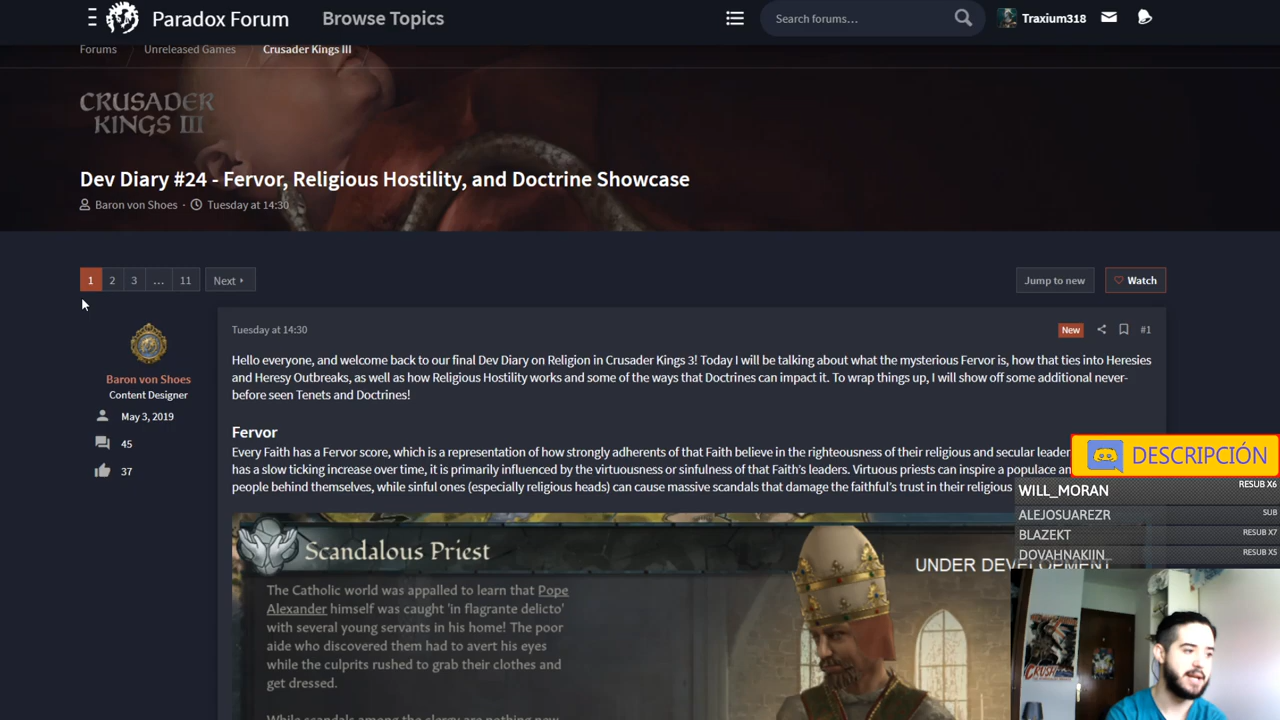 Paradox Forum
Browse Topics
Search forums...
Traxium318
Forums
Unreleased Games
Crusader Kings III
CRUSADER
KINGS III
Dev Diary #24 - Fervor, Religious Hostility, and Doctrine Showcase
Baron von Shoes · Tuesday at 14:30
1 2 3 ... 11 Next
Jump to new
Watch
Tuesday at 14:30
New
#1
Baron von Shoes
Content Designer
May 3, 2019
45
37
Hello everyone, and welcome back to our final Dev Diary on Religion in Crusader Kings 3! Today I will be talking about what the mysterious Fervor is, how that ties into Heresies
and Heresy Outbreaks, as well as how Religious Hostility works and some of the ways that Doctrines can impact it. To wrap things up, I will show off some additional never-
before seen Tenets and Doctrines!
Fervor
Every Faith has a Fervor score, which is a representation of how strongly adherents of that Faith believe in the righteousness of their religious and secular
has a slow ticking increase over time, it is primarily influenced by the virtuousness or sinfulness of that Faith's leaders. Virtuous priests can inspire a populace
people behind themselves, while sinful ones (especially religious heads) can cause massive scandals that damage the faithful's trust in their religious
DESCRIPCIÓN
WILL_MORAN RESUB X6
ALEJOSUAREZR SUB
BLAZEKT RESUB X7
DOVAHNAKIIN RESUB X5
Scandalous Priest
UNDER DEVELOPMENT
The Catholic world was appalled to learn that Pope
Alexander himself was caught 'in flagrante delicto'
with several young servants in his home! The poor
aide who discovered them had to avert his eyes
while the culprits rushed to grab their clothes and
get dressed.
While scandals among the clergy are nothing new